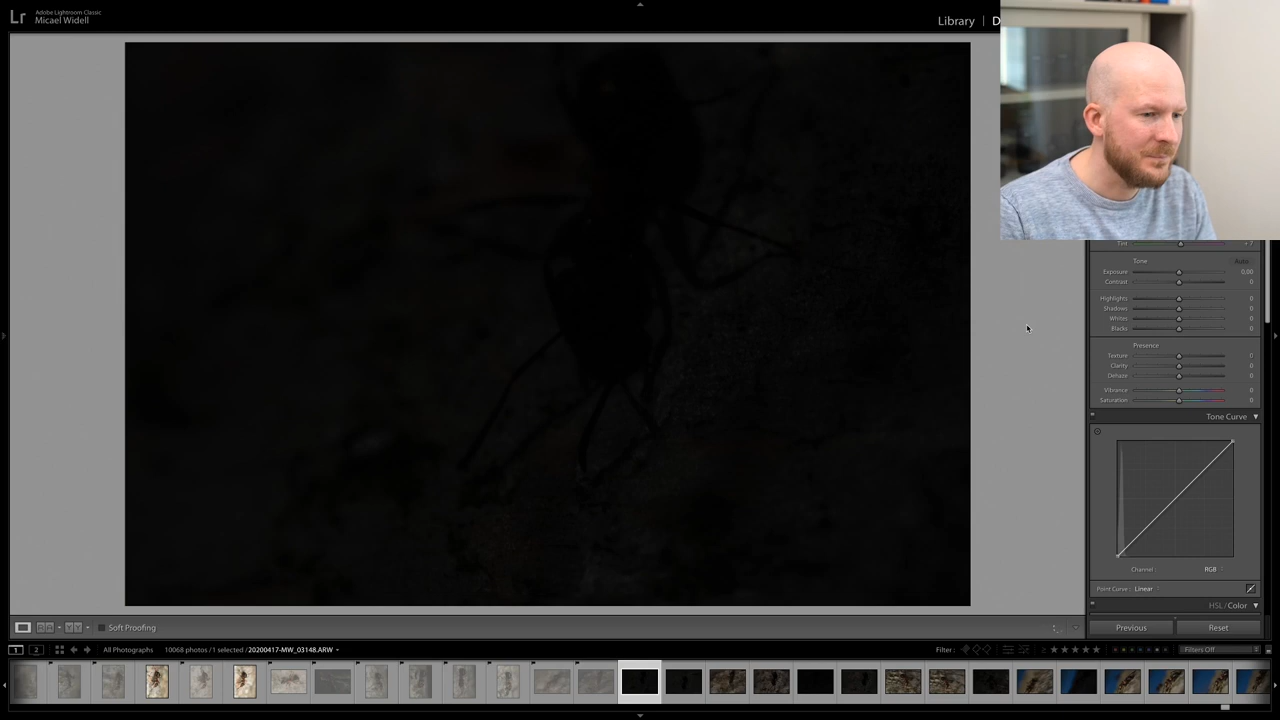 Lr
Adobe Lightroom Classic
Micael Widell
Library | D
Tint +7
Tone Auto
Exposure 0,00
Contrast 0
Highlights 0
Shadows 0
Whites 0
Blacks 0
Presence
Texture 0
Clarity 0
Dehaze 0
Vibrance 0
Saturation 0
Tone Curve
Channel : RGB
Point Curve : Linear
HSL / Color
Soft Proofing
Previous
Reset
1 2 All Photographs 10068 photos / 1 selected / 20200417-MW_03148.ARW
Filter : Filters Off